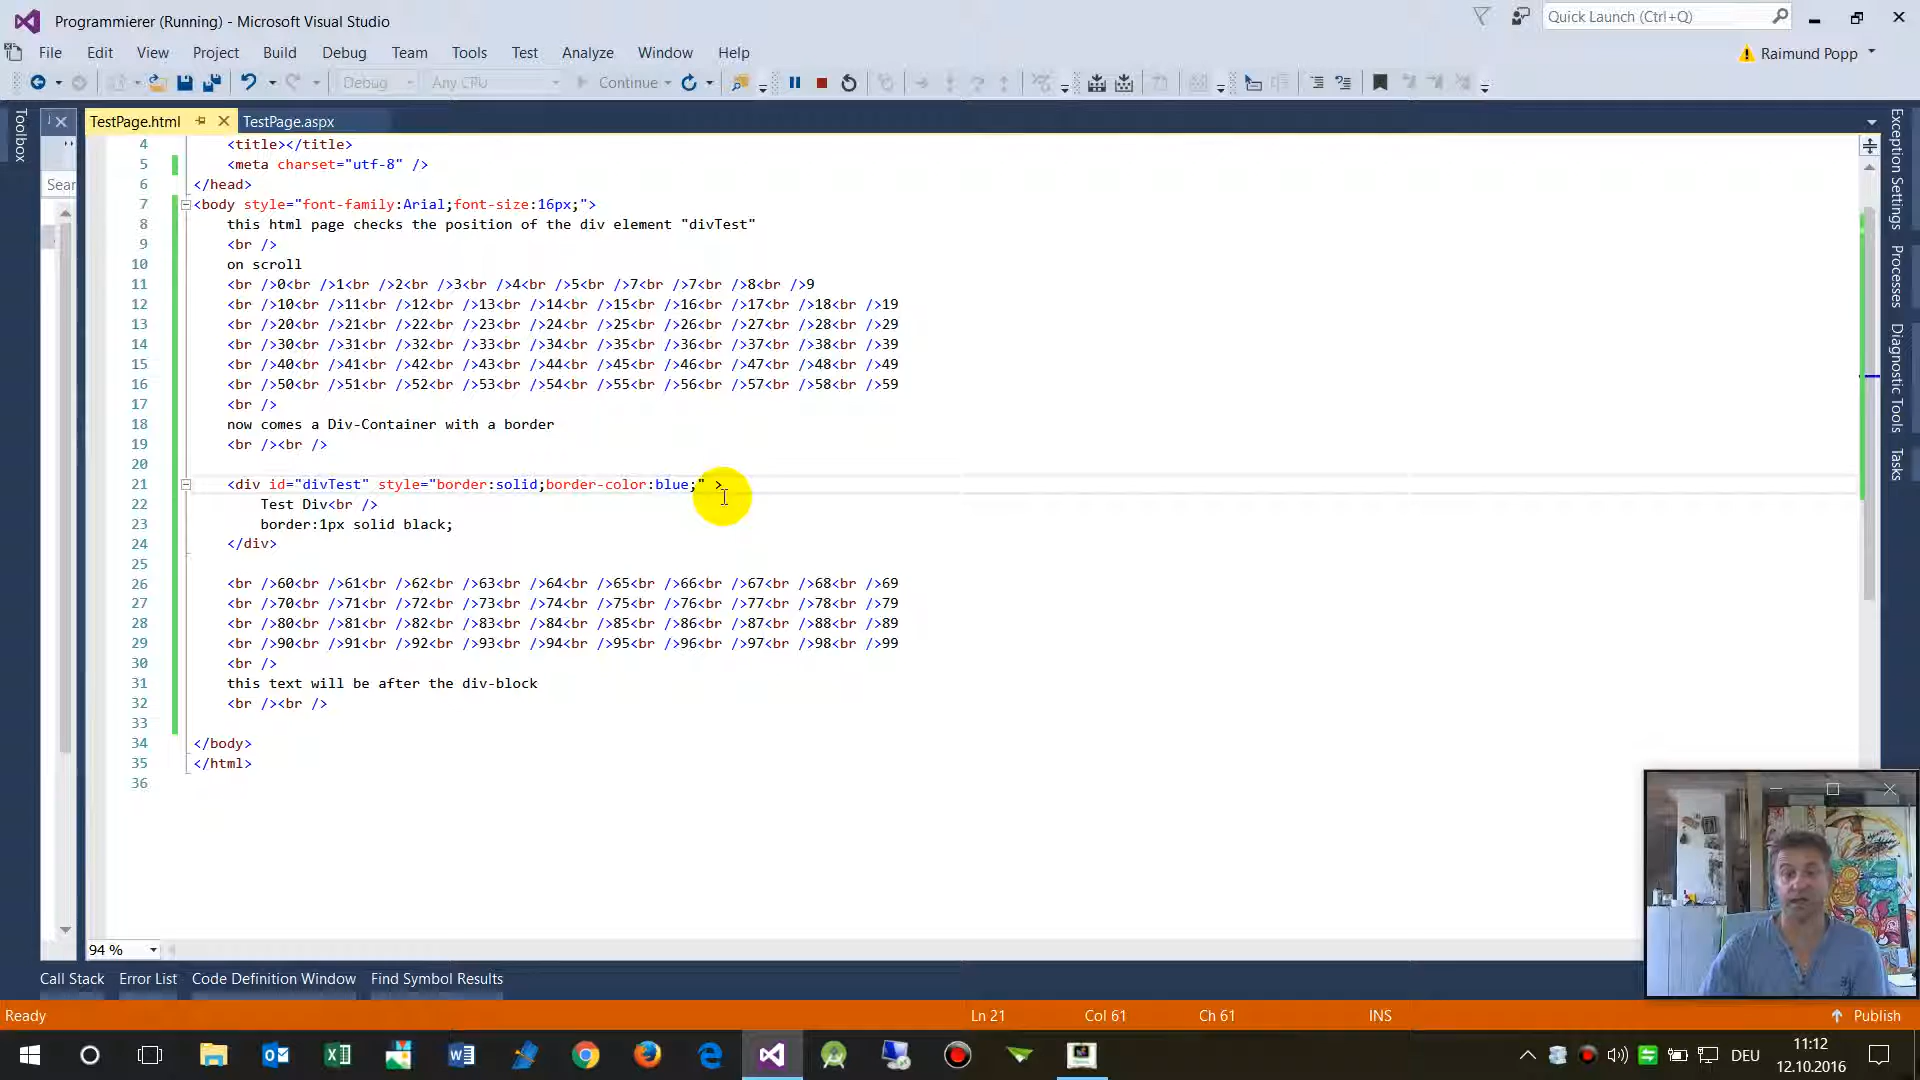 Programmierer (Running) - Microsoft Visual Studio
Quick Launch (Ctrl+Q)
File Edit View Project Build Debug Team Tools Test Analyze Window Help
Raimund Popp
Debug Any CPU Continue
Toolbox
TestPage.html TestPage.aspx
Sear
4 <title></title>
5 <meta charset="utf-8" />
6 </head>
7 <body style="font-family:Arial;font-size:16px;">
8 this html page checks the position of the div element "divTest"
9 <br />
10 on scroll
11 <br />0<br />1<br />2<br />3<br />4<br />5<br />7<br />7<br />8<br />9
12 <br />10<br />11<br />12<br />13<br />14<br />15<br />16<br />17<br />18<br />19
13 <br />20<br />21<br />22<br />23<br />24<br />25<br />26<br />27<br />28<br />29
14 <br />30<br />31<br />32<br />33<br />34<br />35<br />36<br />37<br />38<br />39
15 <br />40<br />41<br />42<br />43<br />44<br />45<br />46<br />47<br />48<br />49
16 <br />50<br />51<br />52<br />53<br />54<br />55<br />56<br />57<br />58<br />59
17 <br />
18 now comes a Div-Container with a border
19 <br /><br />
20
21 <div id="divTest" style="border:solid;border-color:blue;" >
22 Test Div<br />
23 border:1px solid black;
24 </div>
25
26 <br />60<br />61<br />62<br />63<br />64<br />65<br />66<br />67<br />68<br />69
27 <br />70<br />71<br />72<br />73<br />74<br />75<br />76<br />77<br />78<br />79
28 <br />80<br />81<br />82<br />83<br />84<br />85<br />86<br />87<br />88<br />89
29 <br />90<br />91<br />92<br />93<br />94<br />95<br />96<br />97<br />98<br />99
30 <br />
31 this text will be after the div-block
32 <br /><br />
33
34 </body>
35 </html>
36
Exception Settings
Processes
Diagnostic Tools
Tasks
94 %
Call Stack Error List Code Definition Window Find Symbol Results
Ready Ln 21 Col 61 Ch 61 INS Publish
DEU
11:12
12.10.2016